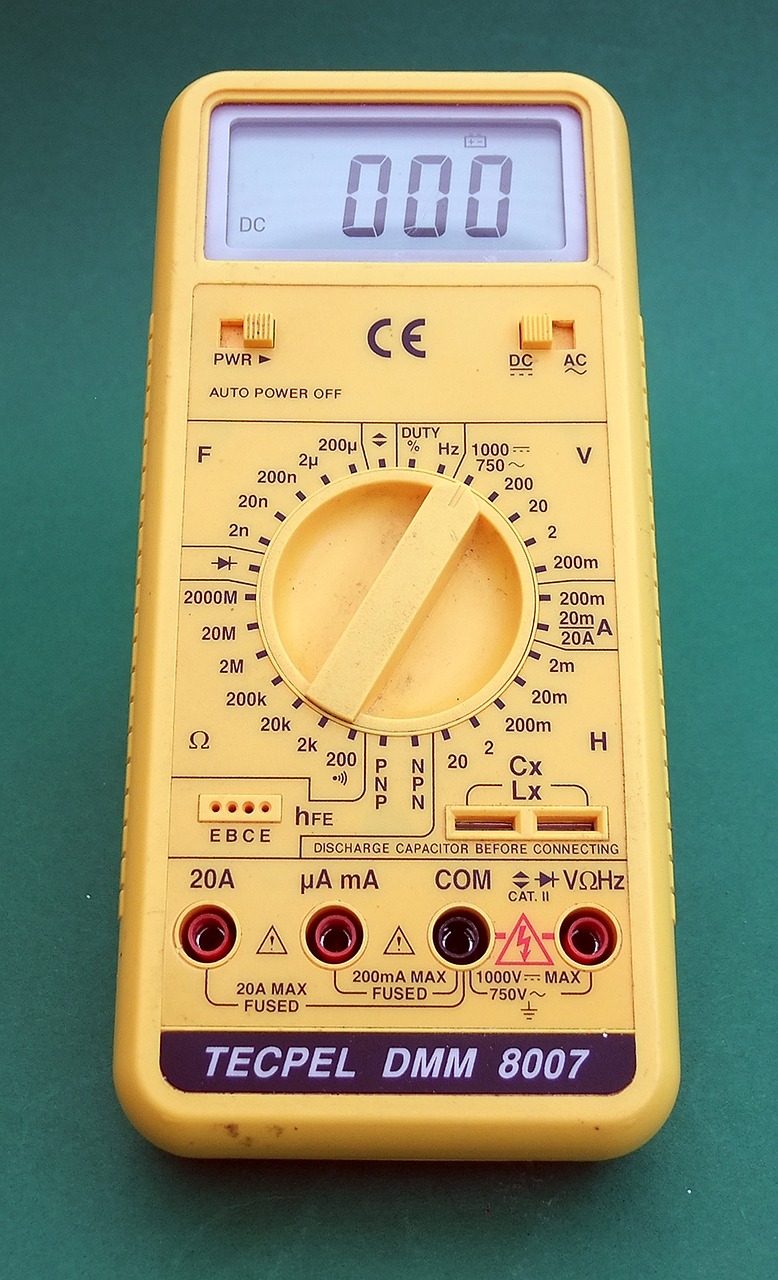 000
DC
PWR ►
CE
DC AC
AUTO POWER OFF
F
200µ
DUTY
%
Hz
1000
750
V
2µ
200
200n
20
20n
2
2n
200m
2000M
200m
20M
20m
20A
A
2M
2m
200k
20m
20k
200m
2k
2
200
20
Ω
H
PNP
NPN
Cx
Lx
hFE
E B C E
DISCHARGE CAPACITOR BEFORE CONNECTING
20A µA mA COM VΩHz
CAT. II
20A MAX
FUSED
200mA MAX
FUSED
1000V MAX
750V
TECPEL DMM 8007